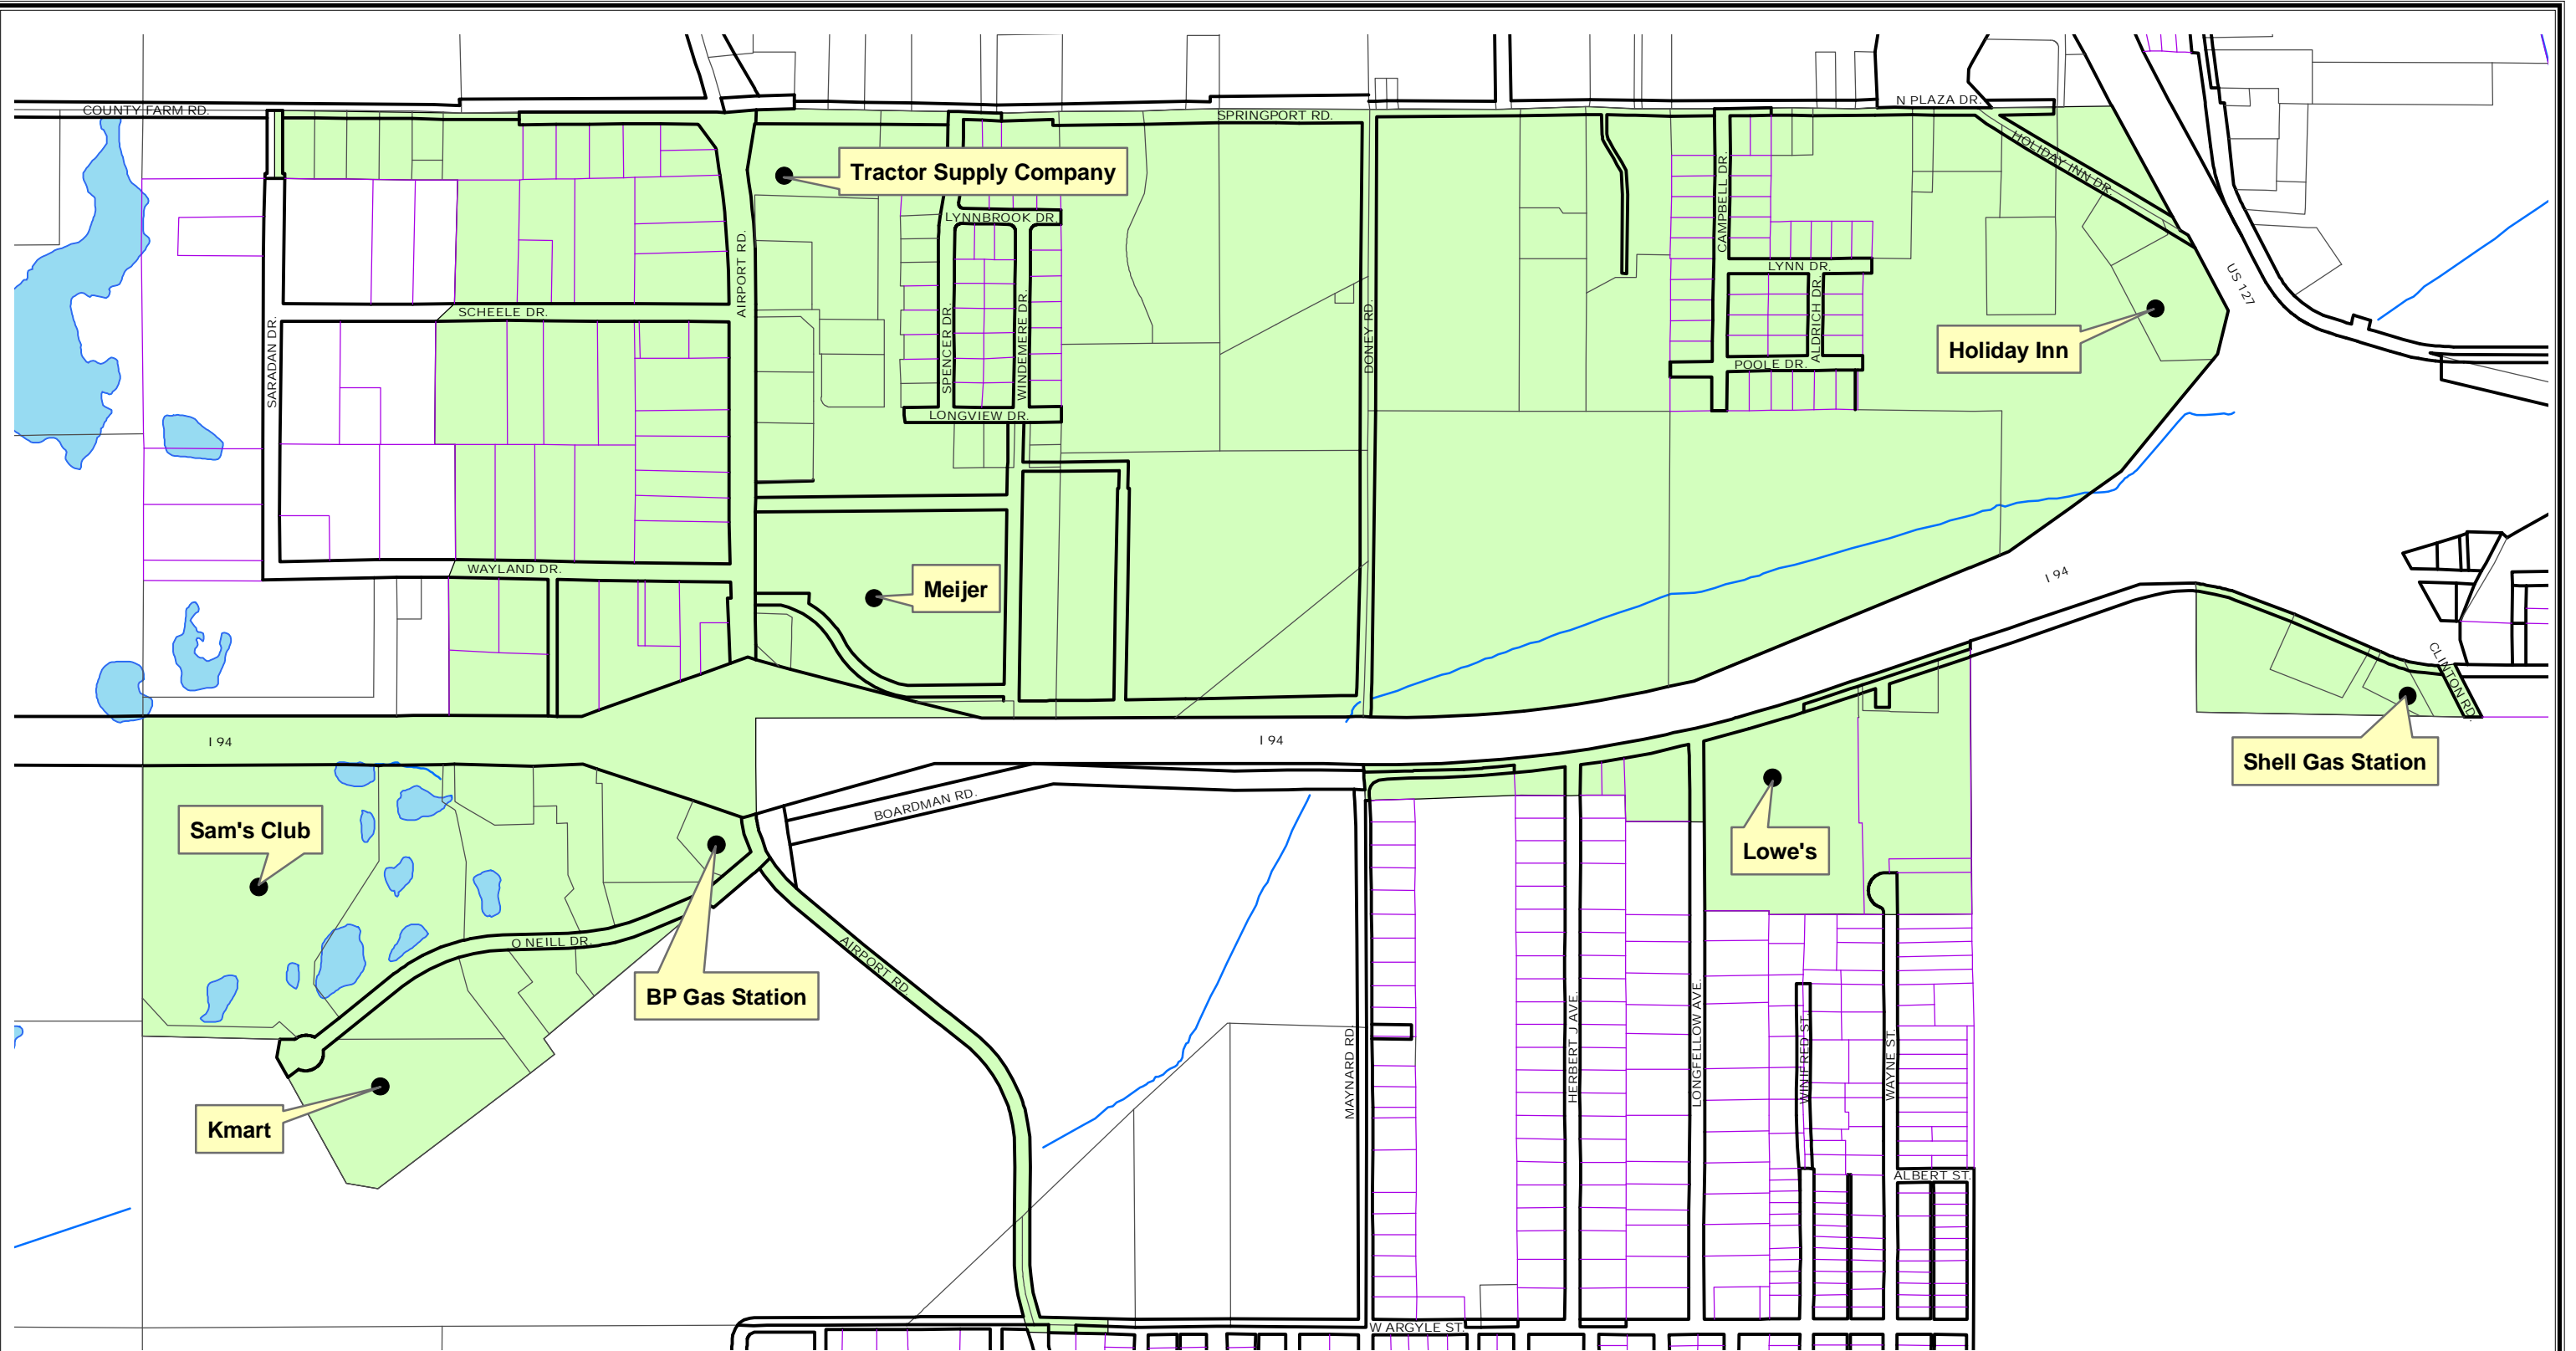 COUNTY FARM RD.
N PLAZA DR.
SPRINGPORT RD.
HOLIDAY INN DR.
Tractor Supply Company
CAMPBELL DR.
LYNNBROOK DR.
AIRPORT RD.
LYNN DR.
US 127
SCHEELE DR.
SARADAN DR.
SPENCER DR.
WINDEMERE DR.
DONEY RD.
ALDRICH DR.
Holiday Inn
POOLE DR.
LONGVIEW DR.
WAYLAND DR.
Meijer
I 94
CLINTON RD.
I 94
I 94
Shell Gas Station
BOARDMAN RD.
Sam's Club
Lowe's
O NEILL DR.
AIRPORT RD.
BP Gas Station
MAYNARD RD.
HERBERT J AVE.
LONGFELLOW AVE.
WINIFRED ST.
WAYNE ST.
Kmart
ALBERT ST.
W ARGYLE ST.